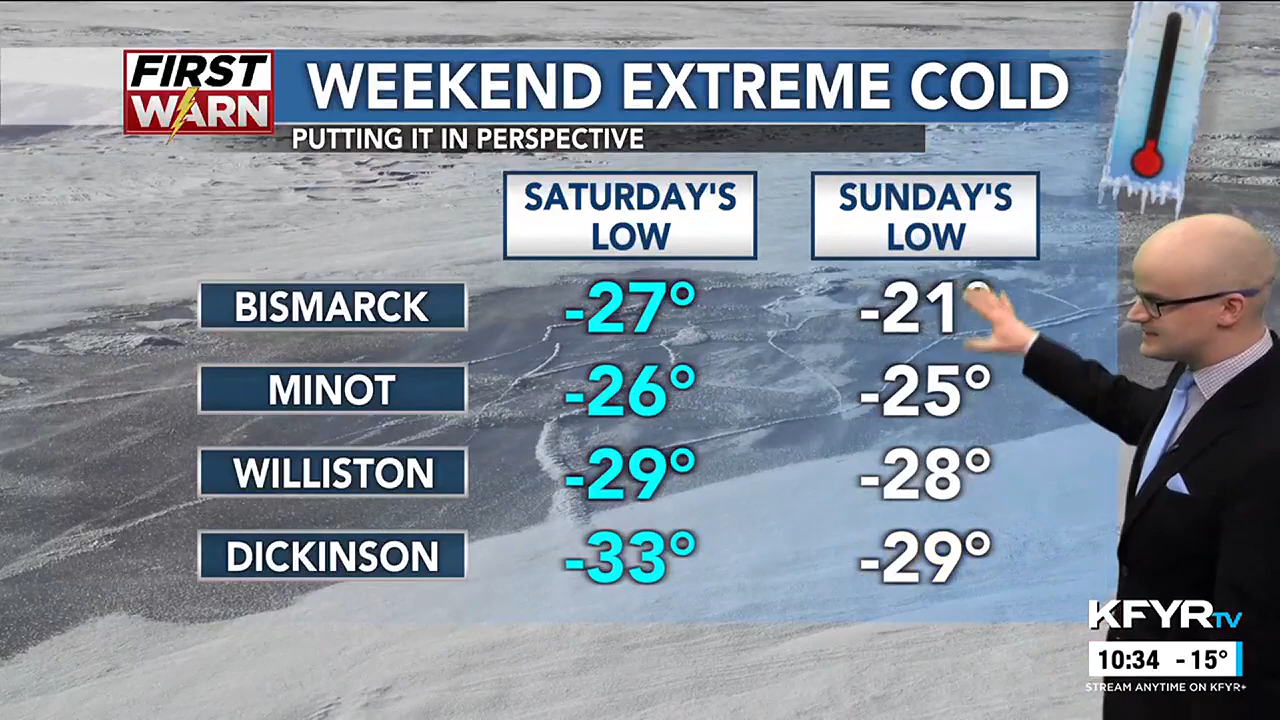 FIRST
WARN
WEEKEND EXTREME COLD
PUTTING IT IN PERSPECTIVE
SATURDAY'S
LOW
SUNDAY'S
LOW
BISMARCK -27° -21°
MINOT -26° -25°
WILLISTON -29° -28°
DICKINSON -33° -29°
KFYRTV
10:34 -15°
STREAM ANYTIME ON KFYR+